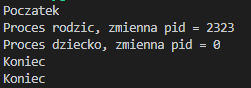 Poczatek
Proces rodzic, zmienna pid = 2323
Proces dziecko, zmienna pid = 0
Koniec
Koniec